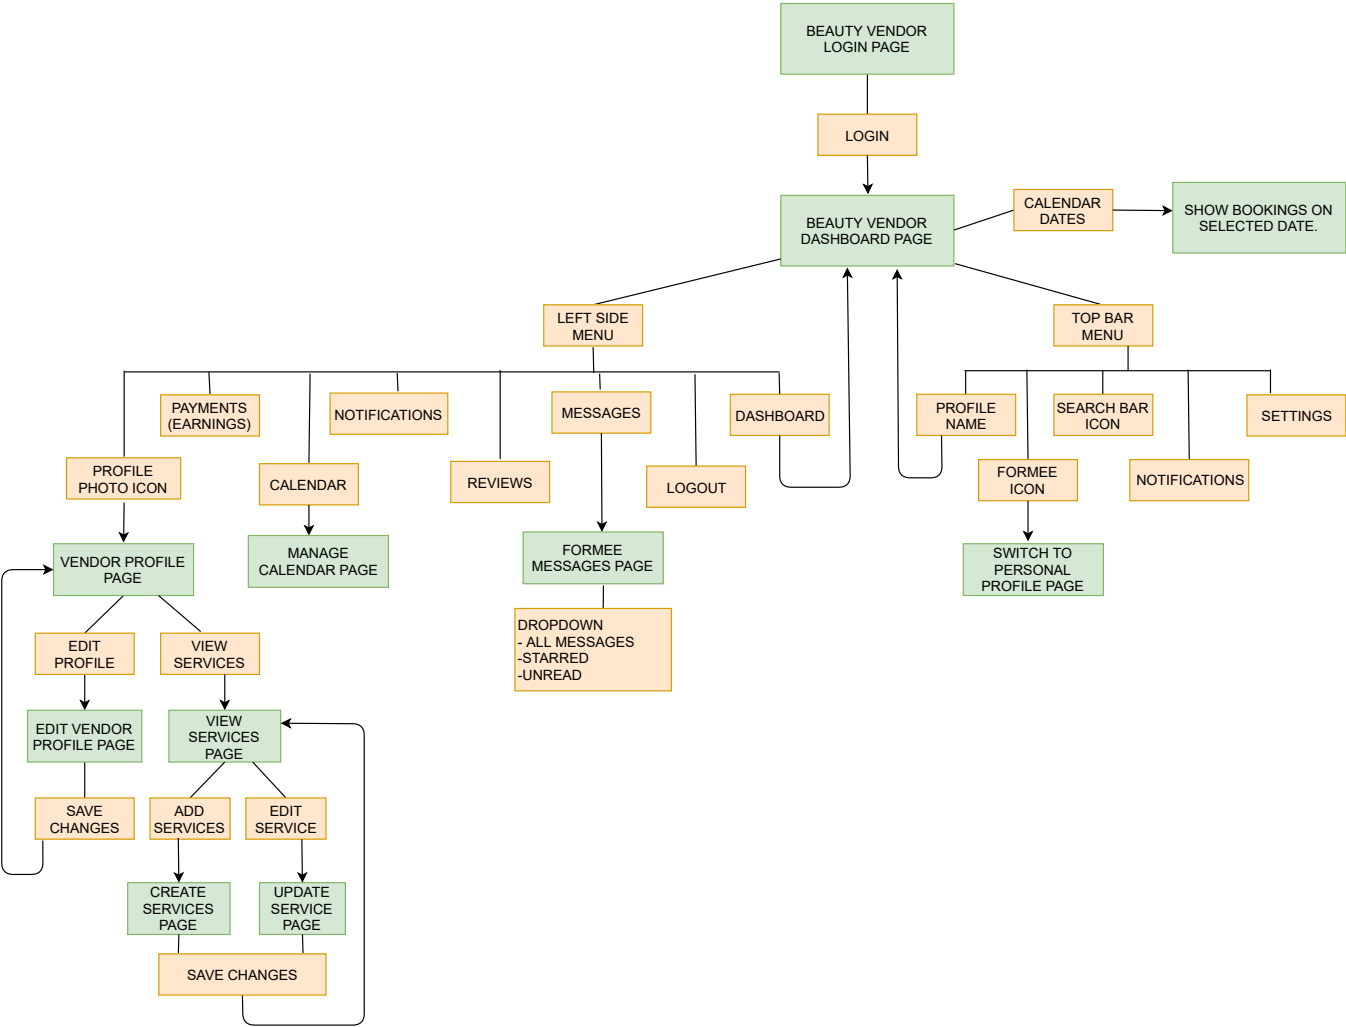 BEAUTY VENDOR
LOGIN PAGE
LOGIN
BEAUTY VENDOR
DASHBOARD PAGE
CALENDAR
DATES
SHOW BOOKINGS ON
SELECTED DATE.
LEFT SIDE
MENU
TOP BAR
MENU
PROFILE
PHOTO ICON
PAYMENTS
(EARNINGS)
CALENDAR
NOTIFICATIONS
REVIEWS
MESSAGES
LOGOUT
DASHBOARD
PROFILE
NAME
FORMEE
ICON
SEARCH BAR
ICON
NOTIFICATIONS
SETTINGS
VENDOR PROFILE
PAGE
MANAGE
CALENDAR PAGE
FORMEE
MESSAGES PAGE
SWITCH TO
PERSONAL
PROFILE PAGE
DROPDOWN
- ALL MESSAGES
-STARRED
-UNREAD
EDIT
PROFILE
VIEW
SERVICES
EDIT VENDOR
PROFILE PAGE
VIEW
SERVICES
PAGE
SAVE
CHANGES
ADD
SERVICES
EDIT
SERVICE
CREATE
SERVICES
PAGE
UPDATE
SERVICE
PAGE
SAVE CHANGES